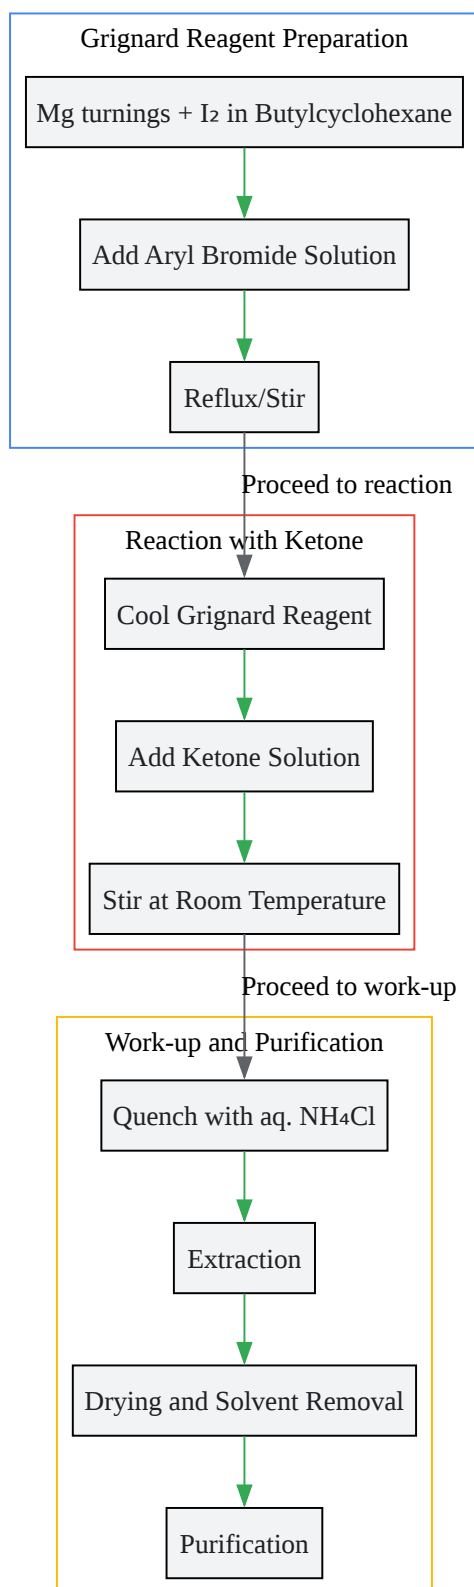 Grignard Reagent Preparation
Mg turnings + I₂ in Butylcyclohexane
Add Aryl Bromide Solution
Reflux/Stir
Proceed to reaction
Reaction with Ketone
Cool Grignard Reagent
Add Ketone Solution
Stir at Room Temperature
Proceed to work-up
Work-up and Purification
Quench with aq. NH₄Cl
Extraction
Drying and Solvent Removal
Purification